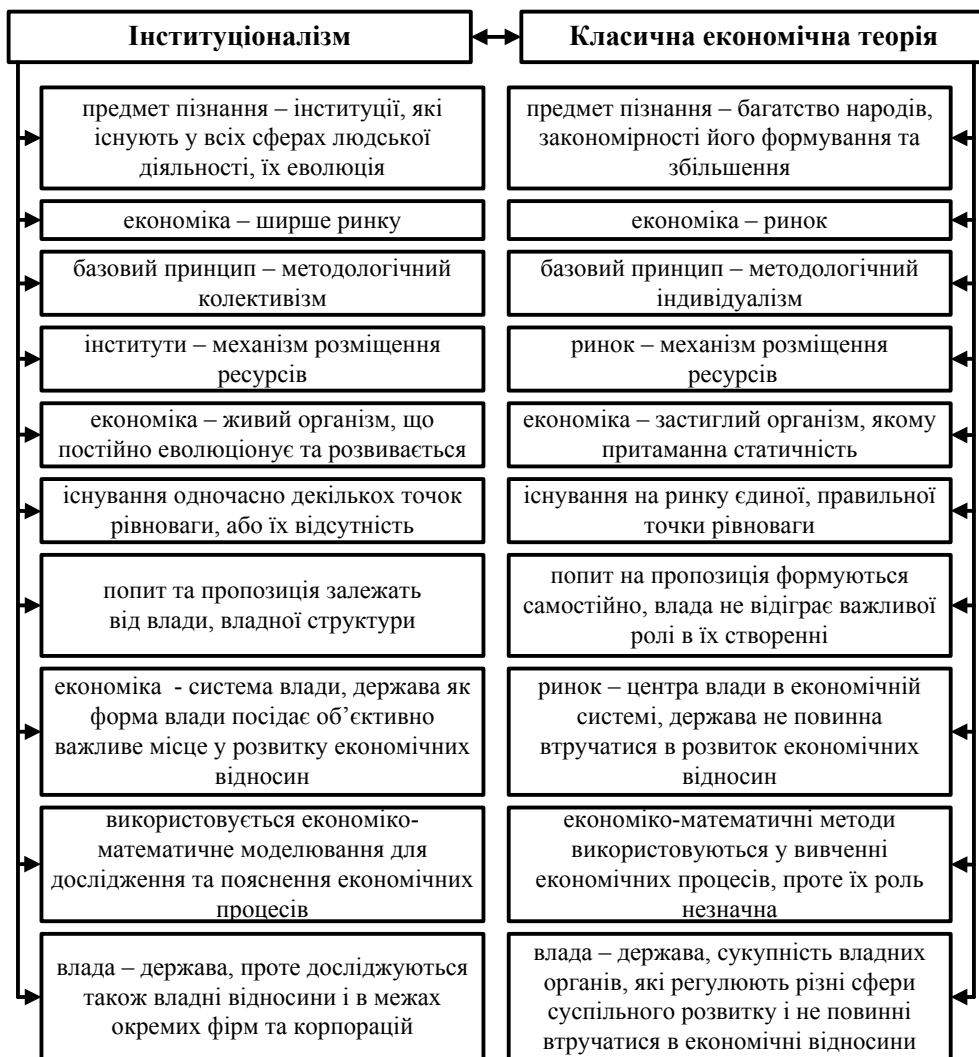 Інституціоналізм
Класична економічна теорія
предмет пізнання – інституції, які
існують у всіх сферах людської
діяльності, їх еволюція
предмет пізнання – багатство народів,
закономірності його формування та
збільшення
економіка – ширше ринку
економіка – ринок
базовий принцип – методологічний
колективізм
базовий принцип – методологічний
індивідуалізм
інститути – механізм розміщення
ресурсів
ринок – механізм розміщення
ресурсів
економіка – живий організм, що
постійно еволюціонує та розвивається
економіка – застиглий організм, якому
притаманна статичність
існування одночасно декількох точок
рівноваги, або їх відсутність
існування на ринку єдиної, правильної
точки рівноваги
попит та пропозиція залежать
від влади, владної структури
попит на пропозиція формуються
самостійно, влада не відіграє важливої
ролі в їх створенні
економіка - система влади, держава як
форма влади посідає об’єктивно
важливе місце у розвитку економічних
відносин
ринок – центра влади в економічній
системі, держава не повинна
втручатися в розвиток економічних
відносин
використовується економіко-
математичне моделювання для
дослідження та пояснення економічних
процесів
економіко-математичні методи
використовуються у вивченні
економічних процесів, проте їх роль
незначна
влада – держава, проте досліджуються
також владні відносини і в межах
окремих фірм та корпорацій
влада – держава, сукупність владних
органів, які регулюють різні сфери
суспільного розвитку і не повинні
втручатися в економічні відносини